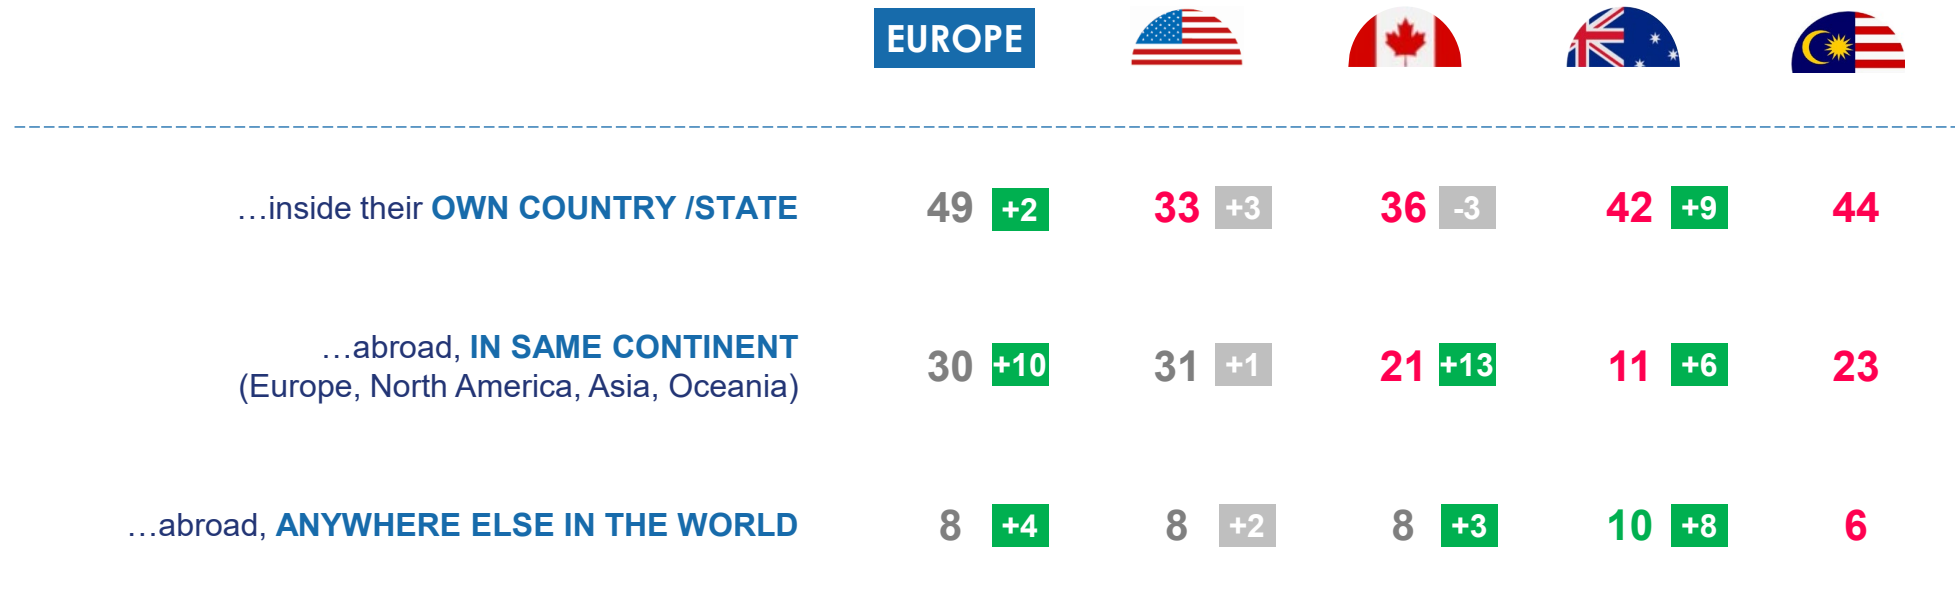 EUROPE
…inside their OWN COUNTRY /STATE 49 +2 33 +3 36 -3 42 +9 44
…abroad, IN SAME CONTINENT
(Europe, North America, Asia, Oceania) 30 +10 31 +1 21 +13 11 +6 23
…abroad, ANYWHERE ELSE IN THE WORLD 8 +4 8 +2 8 +3 10 +8 6